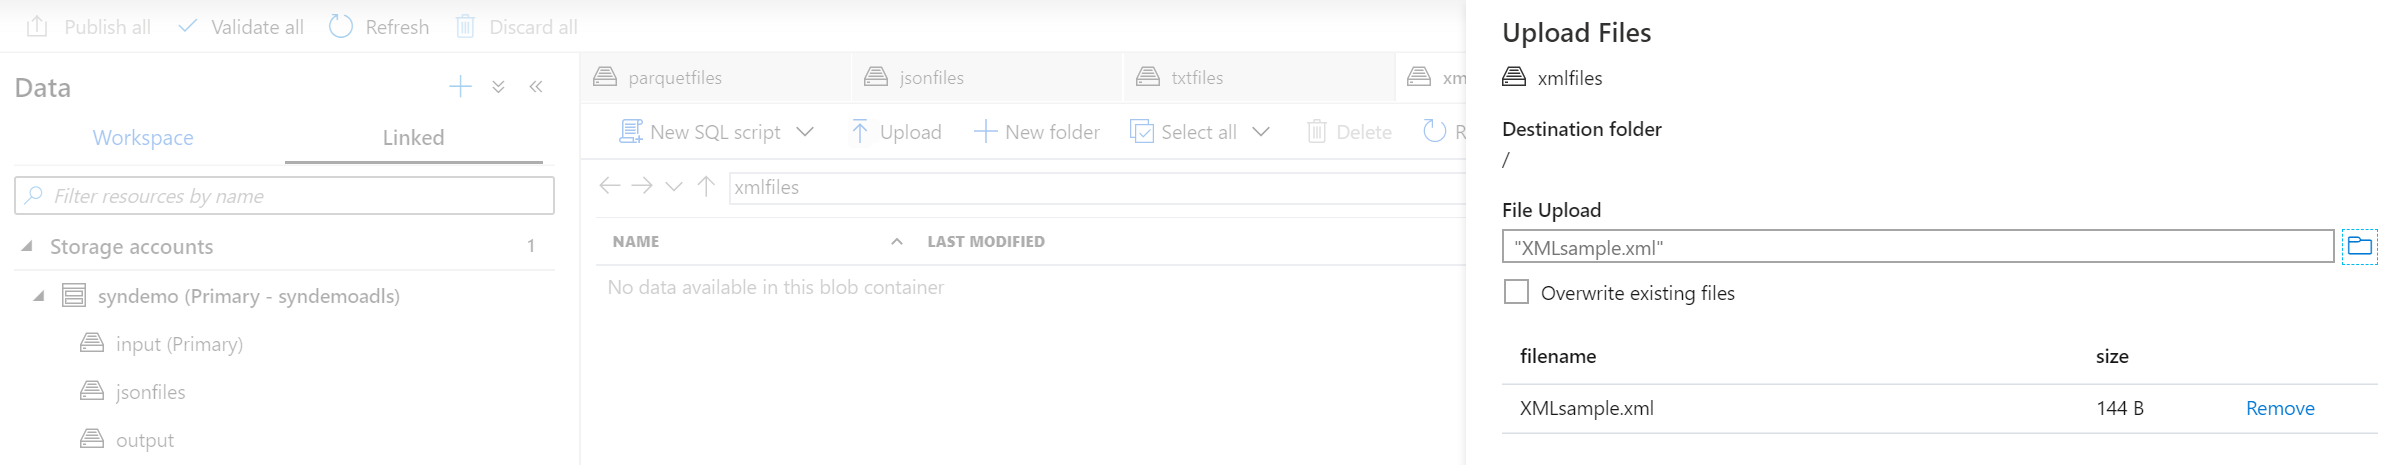 Publish all Validate all Refresh Discard all
Data
Workspace Linked
Filter resources by name
Storage accounts 1
syndemo (Primary - syndemoadls)
input (Primary)
jsonfiles
output
parquetfiles jsonfiles txtfiles xm
New SQL script Upload New folder Select all Delete R
xmlfiles
NAME LAST MODIFIED
No data available in this blob container
Upload Files
xmlfiles
Destination folder
/
File Upload
"XMLsample.xml"
Overwrite existing files
filename size
XMLsample.xml 144 B Remove